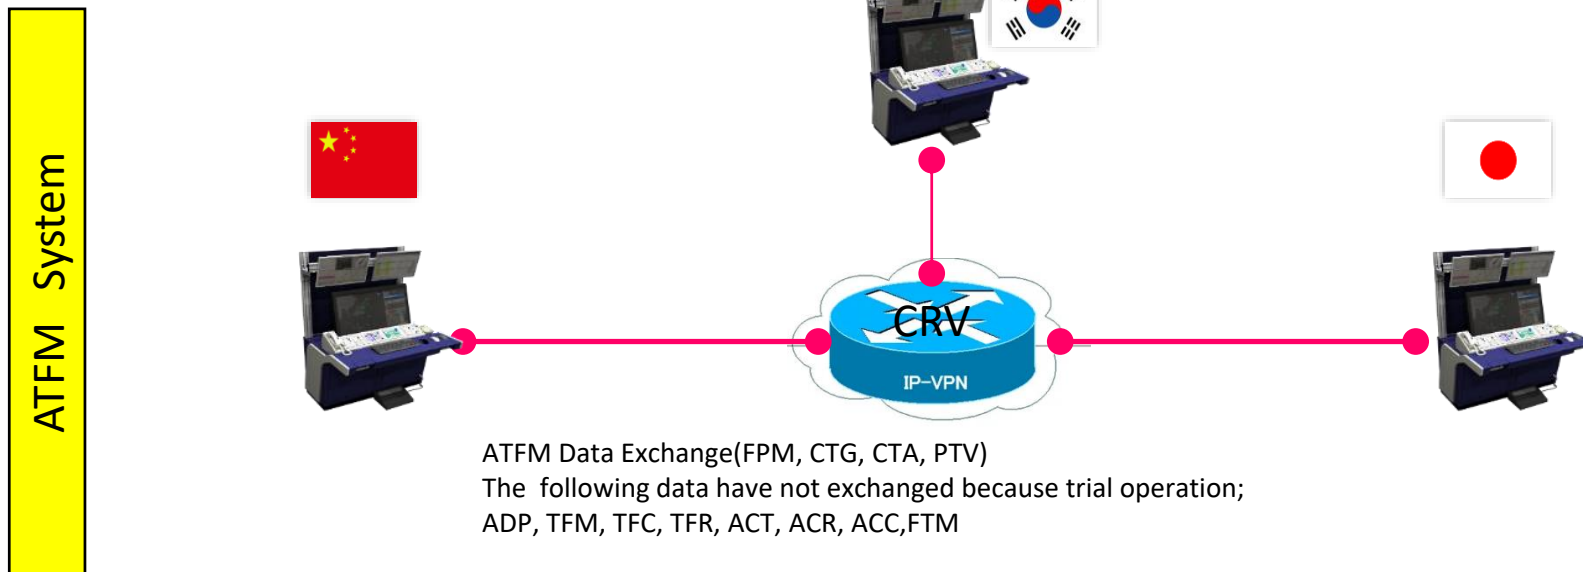 ATFM System
CRV
IP-VPN
ATFM Data Exchange(FPM, CTG, CTA, PTV)
The following data have not exchanged because trial operation;
ADP, TFM, TFC, TFR, ACT, ACR, ACC,FTM